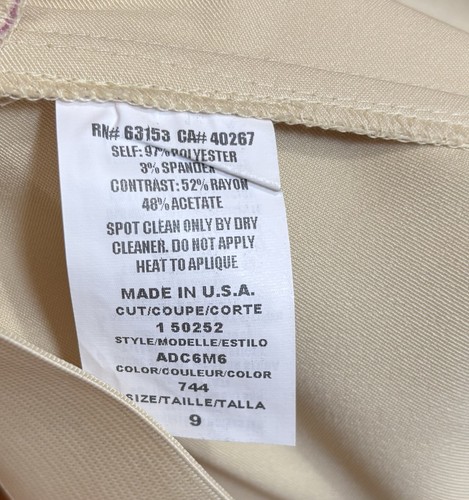 RN# 63153 CA# 40267
SELF: 97% POLYESTER
3% SPANDEX
CONTRAST: 52% RAYON
48% ACETATE
SPOT CLEAN ONLY BY DRY
CLEANER. DO NOT APPLY
HEAT TO APLIQUE
MADE IN U.S.A.
CUT/COUPE/CORTE
1 50252
STYLE/MODELLE/ESTILO
ADC6M6
COLOR/COULEUR/COLOR
744
SIZE/TAILLE/TALLA
9